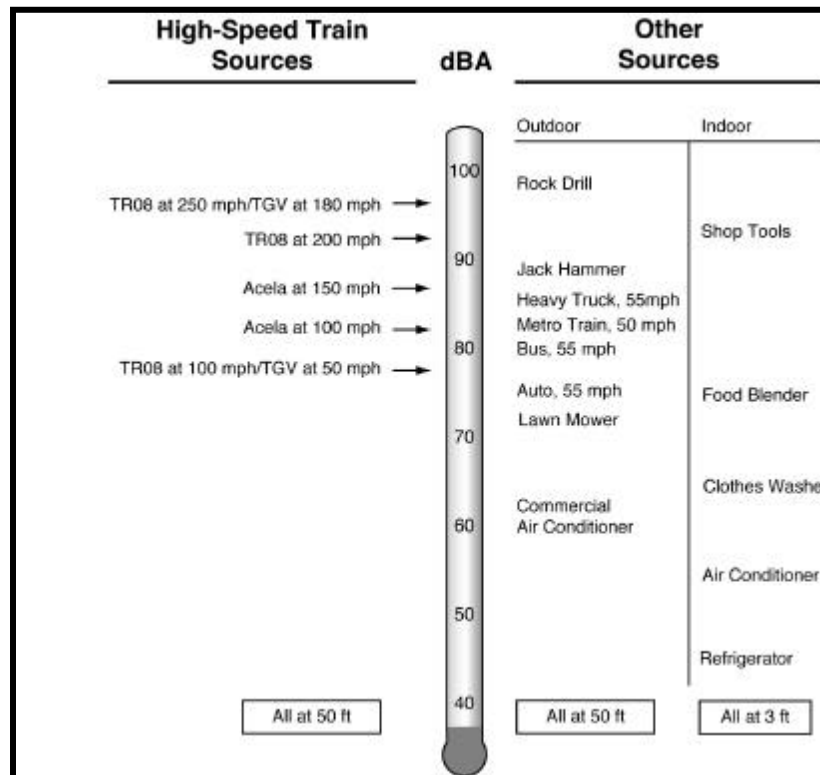 High-Speed Train
Sources
dBA
Other
Sources
Outdoor
Indoor
100
Rock Drill
TR08 at 250 mph/TGV at 180 mph
Shop Tools
TR08 at 200 mph
90
Jack Hammer
Acela at 150 mph
Heavy Truck, 55mph
Metro Train, 50 mph
Acela at 100 mph
80
Bus, 55 mph
TR08 at 100 mph/TGV at 50 mph
Auto, 55 mph
Food Blender
Lawn Mower
70
Clothes Washe
Commercial
Air Conditioner
60
Air Conditioner
50
Refrigerator
40
All at 50 ft
All at 50 ft
All at 3 ft